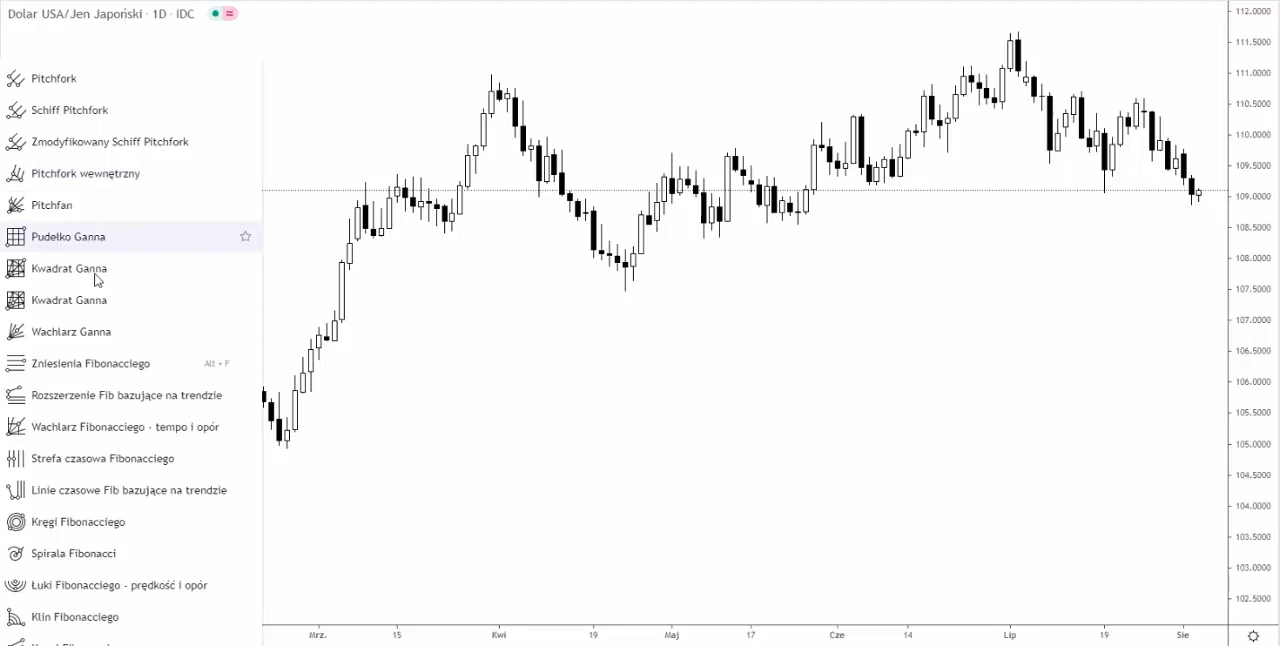 Dolar USA/Jen Japoński · 1D · IDC
Pitchfork
Schiff Pitchfork
Zmodyfikowany Schiff Pitchfork
Pitchfork wewnętrzny
Pitchfan
Pudełko Ganna
Kwadrat Ganna
Kwadrat Ganna
Wachlarz Ganna
Zniesienia Fibonacciego Alt + F
Rozszerzenie Fib bazujące na trendzie
Wachlarz Fibonacciego - tempo i opór
Strefa czasowa Fibonacciego
Linie czasowe Fib bazujące na trendzie
Kręgi Fibonacciego
Spirala Fibonacci
Łuki Fibonacciego - prędkość i opór
Klin Fibonacciego
112.0000
111.5000
111.0000
110.5000
110.0000
109.5000
109.0000
108.5000
108.0000
107.5000
107.0000
106.5000
106.0000
105.5000
105.0000
104.5000
104.0000
103.5000
103.0000
102.5000
Mrz. 15 Kwi 19 Maj 17 Cze 14 Lip 19 Sie